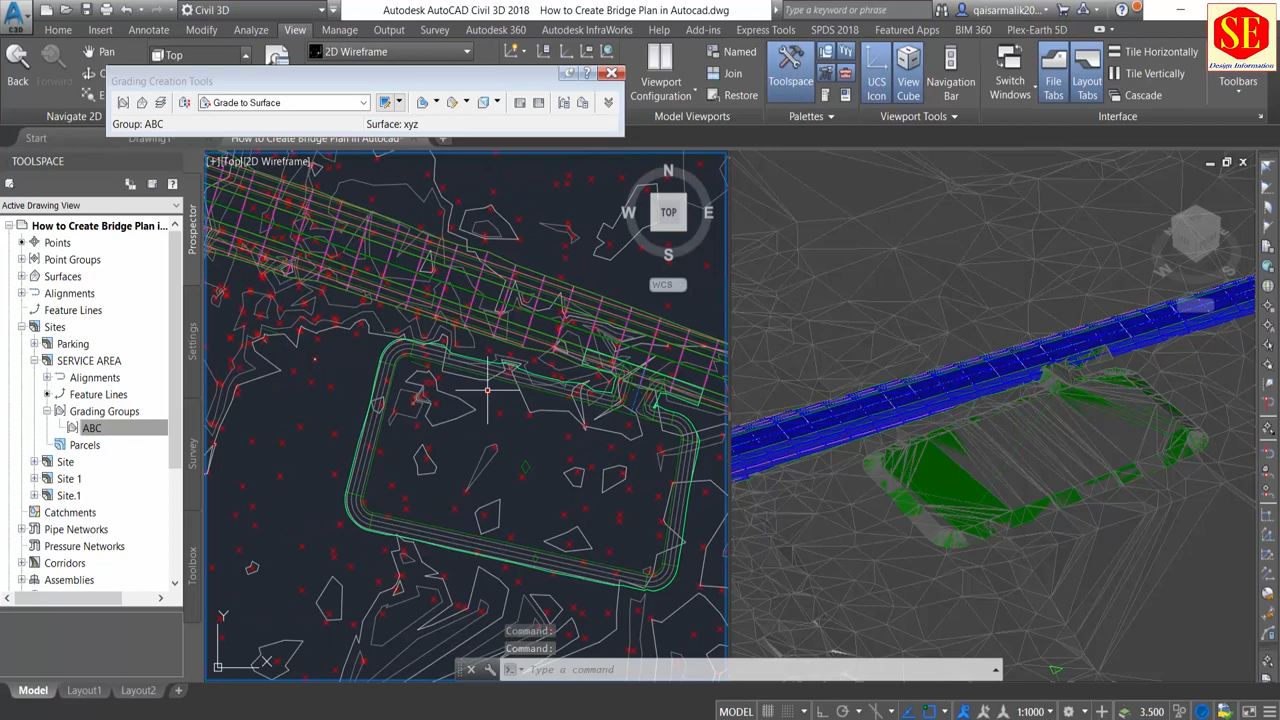 Civil 3D
Autodesk AutoCAD Civil 3D 2018 How to Create Bridge Plan in Autocad.dwg
Type a keyword or phrase
qaisarmalik20...
SE
Design Information
C3D
Home Insert Annotate Modify Analyze View Manage Output Survey Autodesk 360 Autodesk InfraWorks Help Add-ins Express Tools SPDS 2018 Featured Apps BIM 360 Plex-Earth 5D
Back
Forward
Pan
Top
2D Wireframe
Navigate 2D
Viewport
Configuration
Named
Join
Restore
Model Viewports
Toolspace
Palettes
UCS
Icon
View
Cube
Navigation
Bar
Viewport Tools
Switch
Windows
File
Tabs
Layout
Tabs
Tile Horizontally
Tile Vertically
Cascade
Interface
Toolbars
Grading Creation Tools
Grade to Surface
Group: ABC
Surface: xyz
Start
Drawing1
How to Create Bridge Plan in Autocad*
TOOLSPACE
Active Drawing View
How to Create Bridge Plan i...
Points
Point Groups
Surfaces
Alignments
Feature Lines
Sites
Parking
SERVICE AREA
Alignments
Feature Lines
Grading Groups
ABC
Parcels
Site
Site 1
Site.1
Catchments
Pipe Networks
Pressure Networks
Corridors
Assemblies
Prospector
Settings
Survey
Toolbox
[+][Top][2D Wireframe]
N
W
TOP
E
S
WCS
Y
X
Command:
Command:
Type a command
Model
Layout1
Layout2
+
MODEL
1:1000
3.500